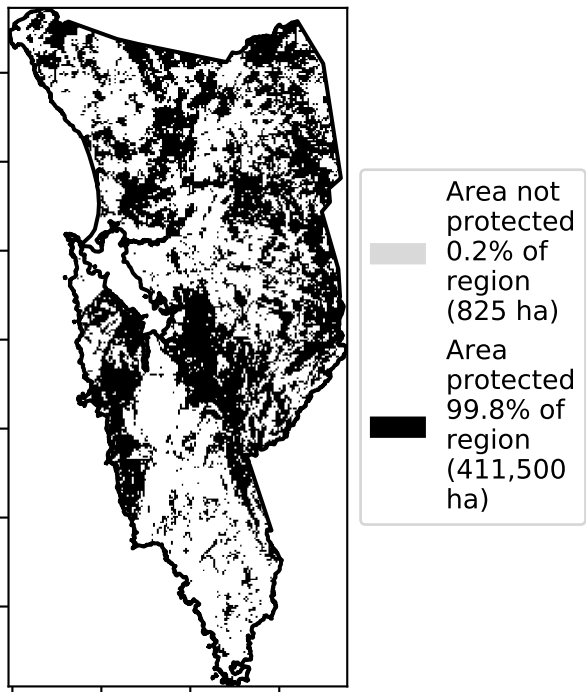 Area not
protected
0.2% of
region
(825 ha)
Area
protected
99.8% of
region
(411,500
ha)